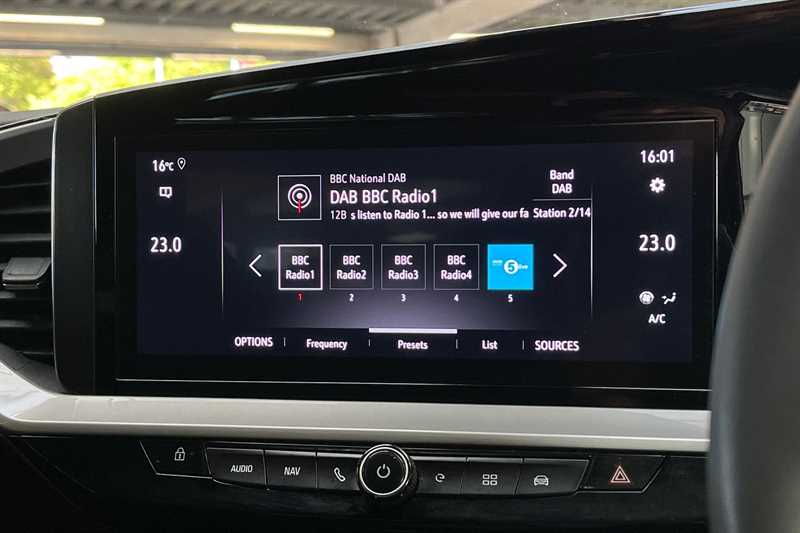 16°C
16:01
BBC National DAB
DAB BBC Radio1
12B s listen to Radio 1... so we will give our fa
Band
DAB
Station 2/14
23.0
23.0
BBC
Radio1
BBC
Radio2
BBC
Radio3
BBC
Radio4
5 live
1
2
3
4
5
A/C
OPTIONS
Frequency
Presets
List
SOURCES
AUDIO
NAV